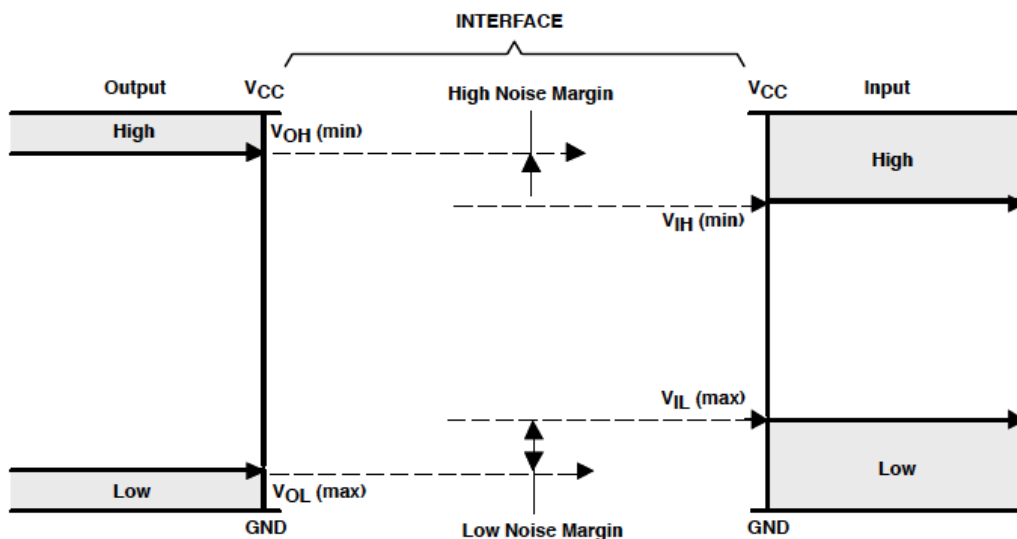 INTERFACE
Output
VCC
High Noise Margin
VCC
Input
High
VOH (min)
High
VIH (min)
VIL (max)
Low
Low
VOL (max)
GND
Low Noise Margin
GND